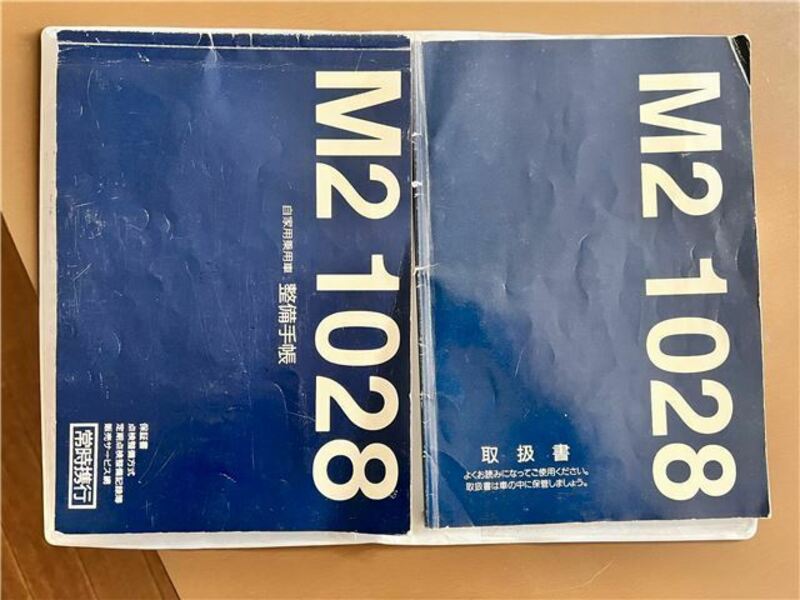 M2 1028
自家用乗用車 整備手帳
保証書
点検整備方式
定期点検整備記録簿
販売サービス網
常時携行
M2 1028
取扱書
よくお読みになってご使用ください。
取扱書は車の中に保管しましょう。